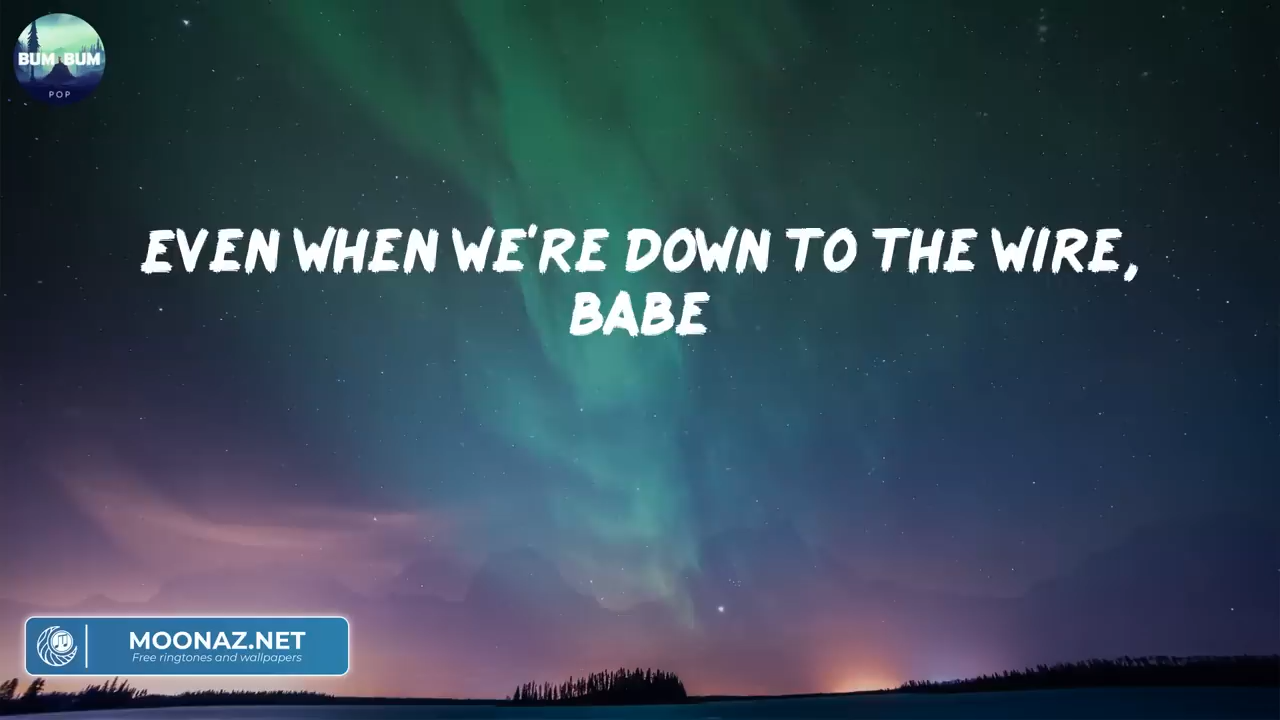 BUM BUM
POP
EVEN WHEN WE'RE DOWN TO THE WIRE,
BABE
MOONAZ.NET
Free ringtones and wallpapers